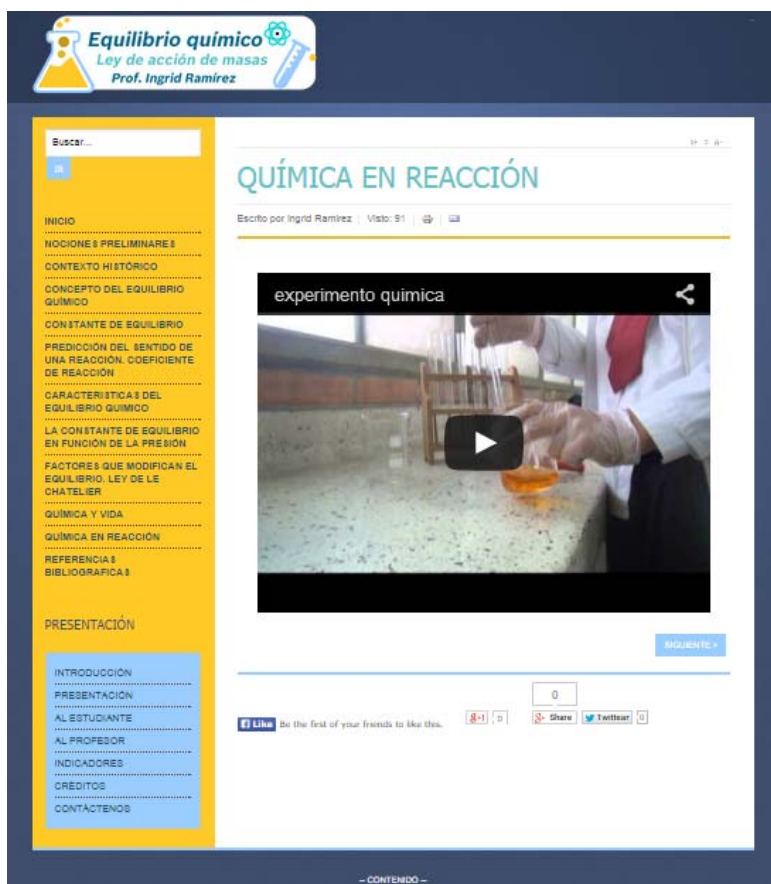 Equilibrio químico
Ley de acción de masas
Prof. Ingrid Ramírez
Buscar...
IR
INICIO
NOCIONES PRELIMINARES
CONTEXTO HISTÓRICO
CONCEPTO DEL EQUILIBRIO
QUÍMICO
CONSTANTE DE EQUILIBRIO
PREDICCIÓN DEL SENTIDO DE
UNA REACCIÓN. COEFICIENTE
DE REACCIÓN
CARACTERISTICAS DEL
EQUILIBRIO QUIMICO
LA CONSTANTE DE EQUILIBRIO
EN FUNCIÓN DE LA PRESIÓN
FACTORES QUE MODIFICAN EL
EQUILIBRIO. LEY DE LE
CHATELIER
QUÍMICA Y VIDA
QUÍMICA EN REACCIÓN
REFERENCIAS
BIBLIOGRAFICAS
PRESENTACIÓN
INTRODUCCIÓN
PRESENTACIÓN
AL ESTUDIANTE
AL PROFESOR
INDICADORES
CRÉDITOS
CONTÁCTENOS
QUÍMICA EN REACCIÓN
Escrito por Ingrid Ramirez | Visto: 91
experimento quimica
SIGUIENTE >
Like Be the first of your friends to like this.
g+1 0
0
g+ Share
Twittear 0
-- CONTENIDO --